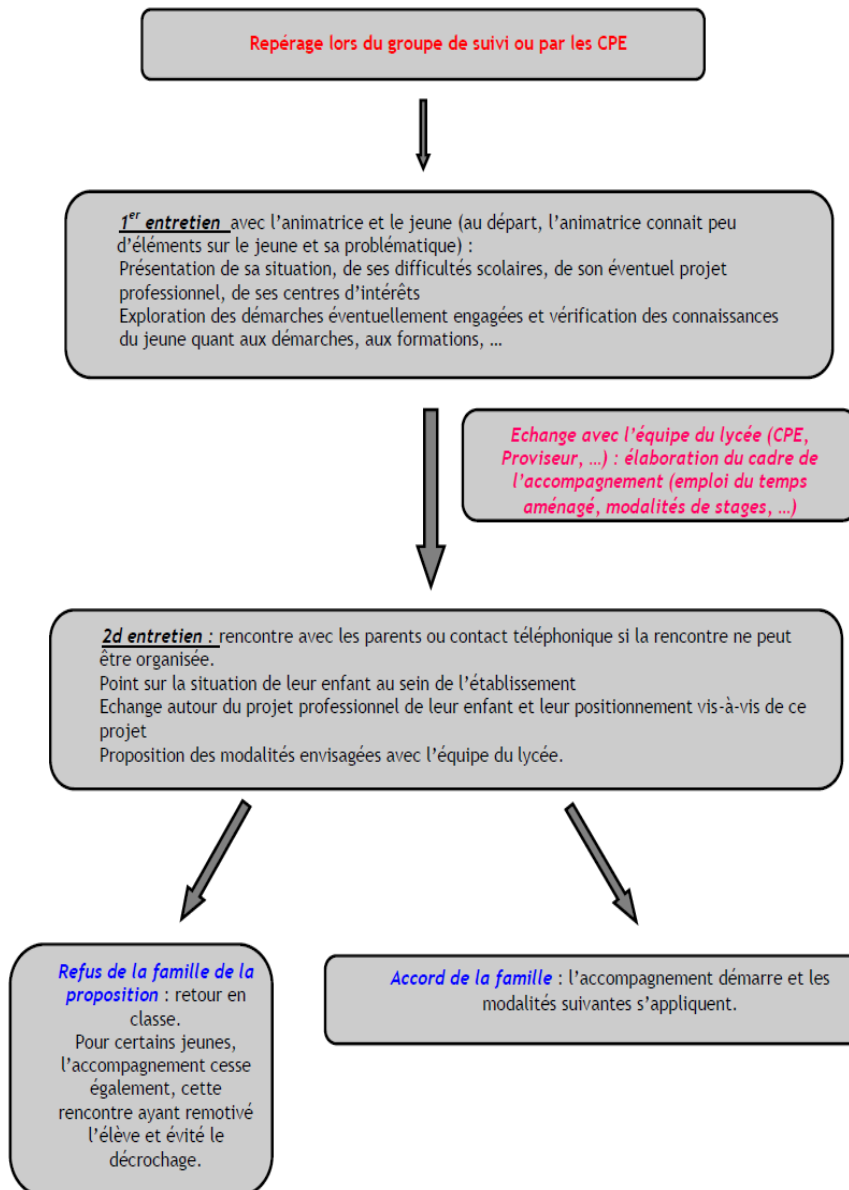 Repérage lors du groupe de suivi ou par les CPE
1er entretien avec l'animatrice et le jeune (au départ, l'animatrice connait peu
d'éléments sur le jeune et sa problématique) :
Présentation de sa situation, de ses difficultés scolaires, de son éventuel projet
professionnel, de ses centres d'intérêts
Exploration des démarches éventuellement engagées et vérification des connaissances
du jeune quant aux démarches, aux formations, …
Echange avec l'équipe du lycée (CPE,
Proviseur, …) : élaboration du cadre de
l'accompagnement (emploi du temps
aménagé, modalités de stages, …)
2d entretien : rencontre avec les parents ou contact téléphonique si la rencontre ne peut
être organisée.
Point sur la situation de leur enfant au sein de l'établissement
Echange autour du projet professionnel de leur enfant et leur positionnement vis-à-vis de ce
projet
Proposition des modalités envisagées avec l'équipe du lycée.
Refus de la famille de la
proposition : retour en
classe.
Pour certains jeunes,
l'accompagnement cesse
également, cette
rencontre ayant remotivé
l'élève et évité le
décrochage.
Accord de la famille : l'accompagnement démarre et les
modalités suivantes s'appliquent.